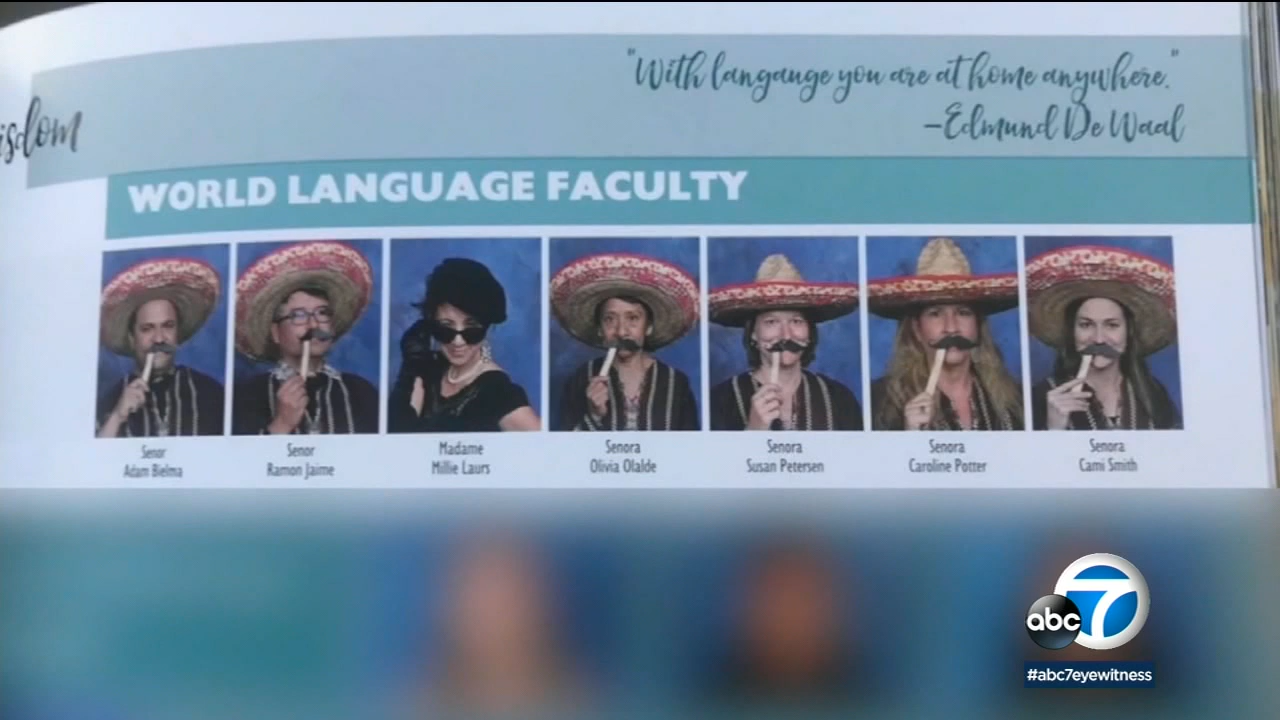 isdom
"With langauge you are at home anywhere."
-Edmund De Waal
WORLD LANGUAGE FACULTY
Senor
Adam Bielma
Senor
Ramon Jaime
Madame
Millie Laurs
Senora
Olivia Olalde
Senora
Susan Petersen
Senora
Caroline Potter
Senora
Cami Smith
abc 7
#abc7eyewitness